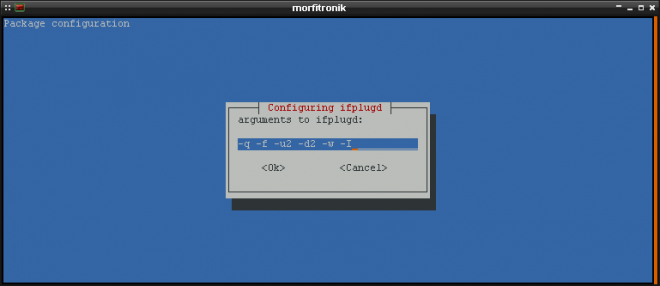 morfitronik
Package configuration
Configuring ifplugd
arguments to ifplugd:
-q -f -u2 -d2 -w -I
<Ok> <Cancel>